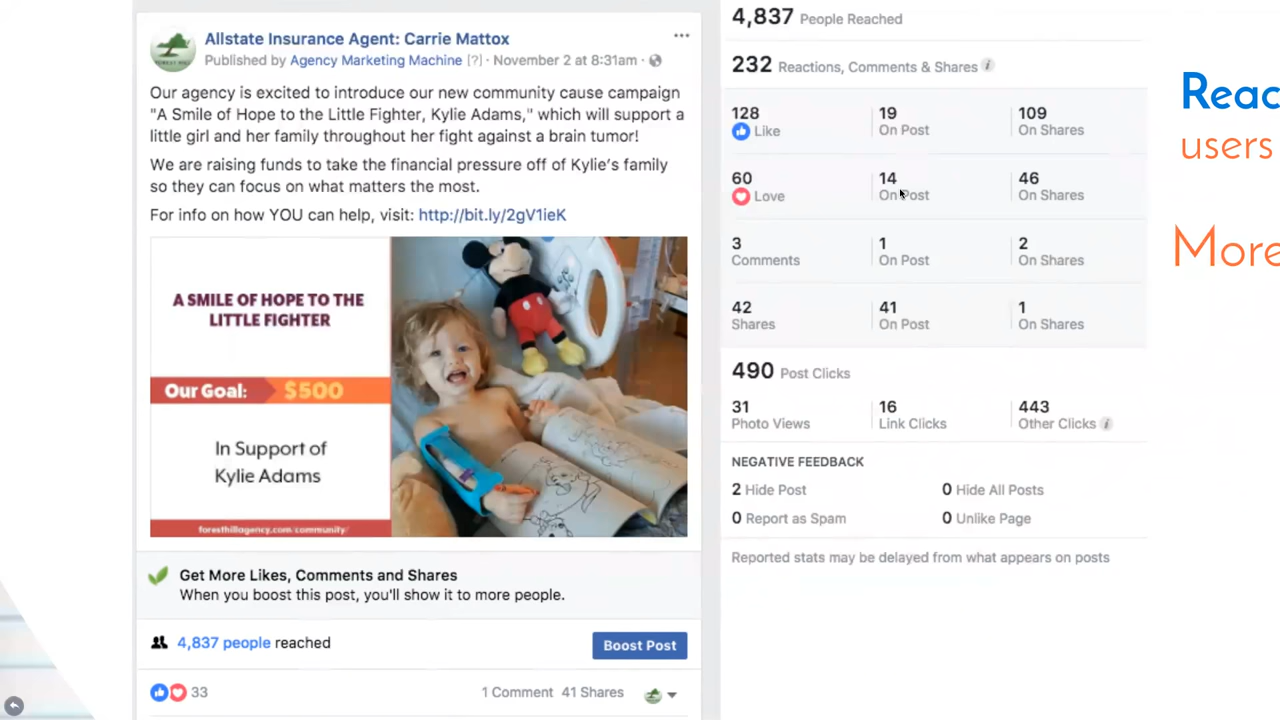 Allstate Insurance Agent: Carrie Mattox
Published by Agency Marketing Machine [?] · November 2 at 8:31am ·
Our agency is excited to introduce our new community cause campaign
"A Smile of Hope to the Little Fighter, Kylie Adams," which will support a
little girl and her family throughout her fight against a brain tumor!
We are raising funds to take the financial pressure off of Kylie's family
so they can focus on what matters the most.
For info on how YOU can help, visit: http://bit.ly/2gV1ieK
A SMILE OF HOPE TO THE
LITTLE FIGHTER
Our Goal: $500
In Support of
Kylie Adams
foresthillagency.com/community/
Get More Likes, Comments and Shares
When you boost this post, you'll show it to more people.
4,837 people reached
Boost Post
33
1 Comment 41 Shares
4,837 People Reached
232 Reactions, Comments & Shares
128 19 109
Like On Post On Shares
60 14 46
Love On Post On Shares
3 1 2
Comments On Post On Shares
42 41 1
Shares On Post On Shares
490 Post Clicks
31 16 443
Photo Views Link Clicks Other Clicks
NEGATIVE FEEDBACK
2 Hide Post 0 Hide All Posts
0 Report as Spam 0 Unlike Page
Reported stats may be delayed from what appears on posts
Reac
users
More